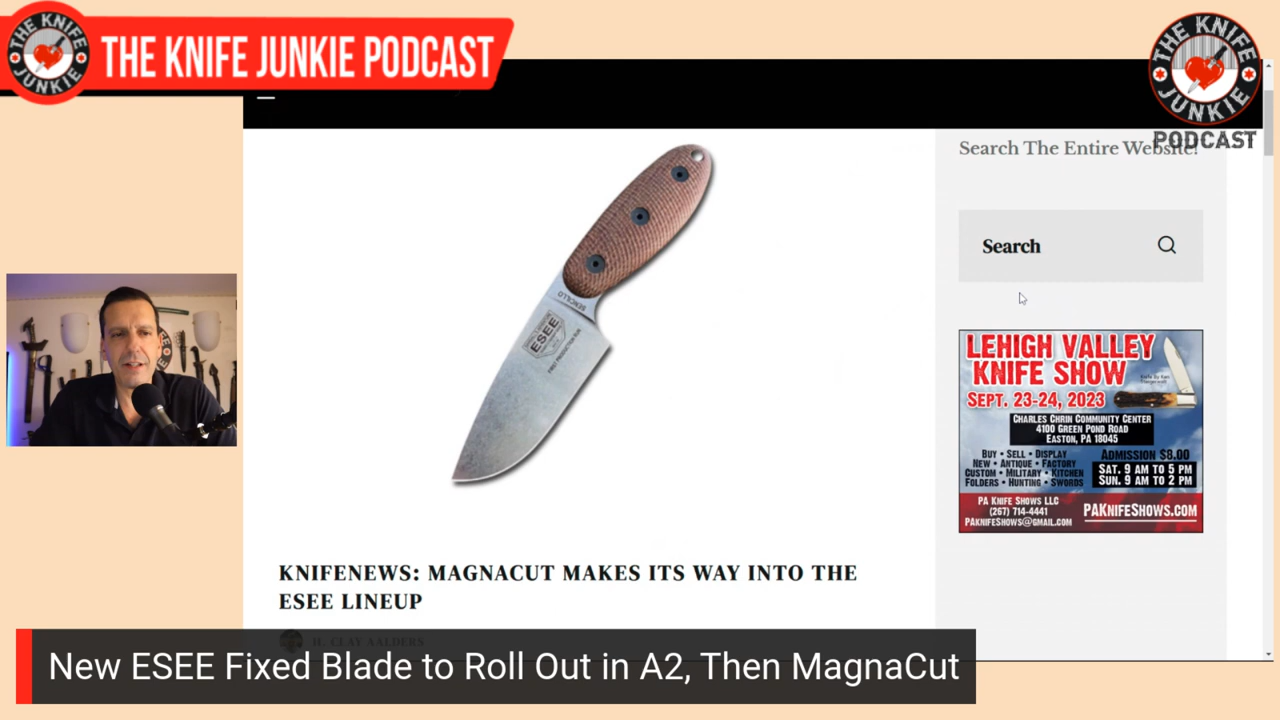 THE KNIFE JUNKIE
THE KNIFE JUNKIE PODCAST
THE KNIFE JUNKIE
PODCAST
Search The Entire Website!
SENCILLO
ESEE
Search
LEHIGH VALLEY
KNIFE SHOW
SEPT. 23-24, 2023
CHARLES CHRIN COMMUNITY CENTER
4100 GREEN POND ROAD
EASTON, PA 18045
BUY • SELL • DISPLAY
NEW • ANTIQUE • FACTORY
CUSTOM • MILITARY • KITCHEN
FOLDERS • HUNTING • SWORDS
ADMISSION $8.00
SAT. 9 AM TO 5 PM
SUN. 9 AM TO 2 PM
PA KNIFE SHOWS LLC
(267) 714-4441
PAKNIFESHOWS@GMAIL.COM
PAKNIFESHOWS.COM
KNIFENEWS: MAGNACUT MAKES ITS WAY INTO THE
ESEE LINEUP
H. CLAY AALDERS
New ESEE Fixed Blade to Roll Out in A2, Then MagnaCut